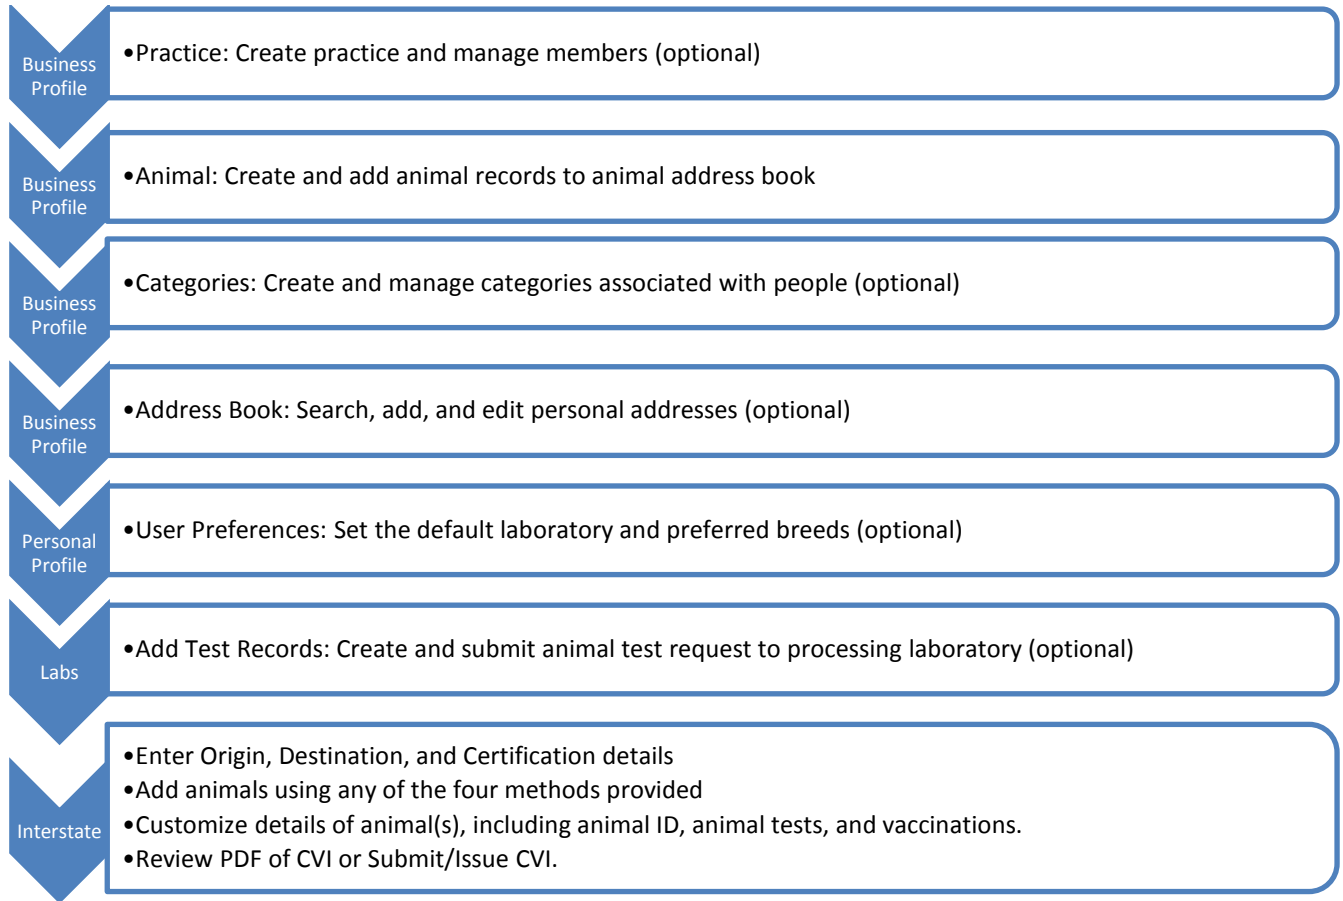 Business
Profile
•Practice: Create practice and manage members (optional)
Business
Profile
•Animal: Create and add animal records to animal address book
Business
Profile
•Categories: Create and manage categories associated with people (optional)
Business
Profile
•Address Book: Search, add, and edit personal addresses (optional)
Personal
Profile
•User Preferences: Set the default laboratory and preferred breeds (optional)
Labs
•Add Test Records: Create and submit animal test request to processing laboratory (optional)
Interstate
•Enter Origin, Destination, and Certification details
•Add animals using any of the four methods provided
•Customize details of animal(s), including animal ID, animal tests, and vaccinations.
•Review PDF of CVI or Submit/Issue CVI.